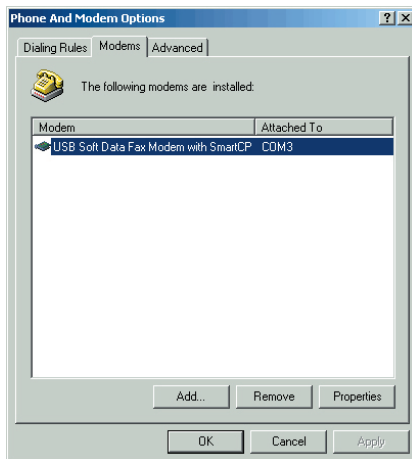 Phone And Modem Options
Dialing Rules Modems Advanced
The following modems are installed:
Modem Attached To
USB Soft Data Fax Modem with SmartCP COM3
Add... Remove Properties
OK Cancel Apply